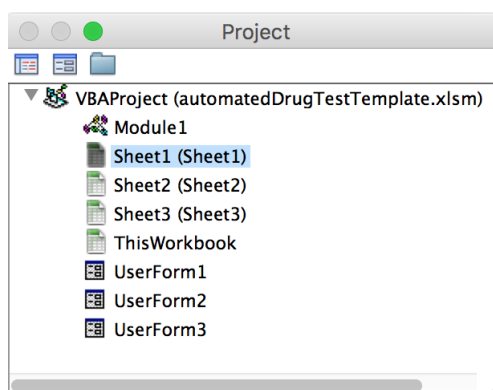 Project
VBAProject (automatedDrugTestTemplate.xlsm)
Module1
Sheet1 (Sheet1)
Sheet2 (Sheet2)
Sheet3 (Sheet3)
ThisWorkbook
UserForm1
UserForm2
UserForm3